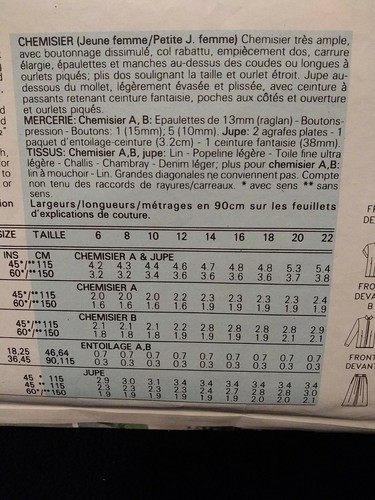 CHEMISIER (Jeune femme/Petite J. femme) Chemisier très ample,
avec boutonnage dissimulé, col rabattu, empiècement dos, carrure
élargie, épaulettes et manches au-dessus des coudes ou longues à
ourlets piqués; plis dos soulignant la taille et ourlet étroit. Jupe au-
dessous du mollet, légèrement évasée et plissée, avec ceinture à
passants retenant ceinture fantaisie, poches aux côtés et ouverture
et ourlets piqués.
MERCERIE: Chemisier A, B: Epaulettes de 13mm (raglan) - Boutons-
pression - Boutons: 1 (15mm); 5 (10mm). Jupe: 2 agrafes plates - 1
paquet d'entoilage-ceinture (3.2cm) - 1 ceinture fantaisie (38mm).
TISSUS: Chemisier A,B, jupe: Lin - Popeline légère - Toile fine ultra
légère - Challis - Chambray - Denim léger; plus pour chemisier A,B:
lin à mouchoir - Lin. Grandes diagonales ne conviennent pas. Compte
non tenu des raccords de rayures/carreaux. * avec sens ** sans
sens.
Largeurs/longueurs/métrages en 90cm sur les feuillets
d'explications de couture.
SIZE TAILLE 6 8 10 12 14 16 18 20 22
INS CM CHEMISIER A & JUPE
45*/**115 4.2 4.3 4.4 4.6 4.7 4.8 4.8 5.3 5.4
60*/**150 3.2 3.2 3.4 3.6 3.6 3.6 3.6 3.7 3.8
CHEMISIER A
45*/**115 2.0 2.0 2.0 2.2 2.3 2.3 2.3 2.3 2.4
60*/**150 1.6 1.6 1.6 1.6 1.9 1.9 1.9 1.9 1.9
CHEMISIER B
45*/**115 2.1 2.1 2.1 2.2 2.8 2.8 2.8 2.8 2.9
60*/**150 1.8 1.8 1.8 1.9 1.9 1.9 1.9 2.1 2.1
ENTOILAGE A,B
18,25 46,64 0.7 0.7 0.7 0.7 0.7 0.7 0.7 0.7 0.7
36,45 90,115 0.3 0.3 0.3 0.3 0.3 0.3 0.3 0.3 0.3
JUPE
45 * 115 2.9 3.0 3.1 3.4 3.4 3.4 3.4 3.4 3.4
45 ** 115 2.3 2.3 2.3 2.3 2.4 2.7 2.8 2.8 3.0
60*/**150 1.9 1.9 1.9 1.9 1.9 1.9 2.0 2.0 2.1